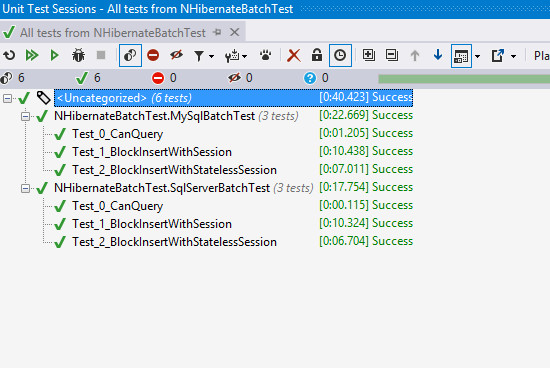 Unit Test Sessions - All tests from NHibernateBatchTest
All tests from NHibernateBatchTest
Pla
6 6 0 0 0
<Uncategorized> (6 tests) [0:40.423] Success
NHibernateBatchTest.MySqlBatchTest (3 tests) [0:22.669] Success
Test_0_CanQuery [0:01.205] Success
Test_1_BlockInsertWithSession [0:10.438] Success
Test_2_BlockInsertWithStatelessSession [0:07.011] Success
NHibernateBatchTest.SqlServerBatchTest (3 tests) [0:17.754] Success
Test_0_CanQuery [0:00.115] Success
Test_1_BlockInsertWithSession [0:10.324] Success
Test_2_BlockInsertWithStatelessSession [0:06.704] Success